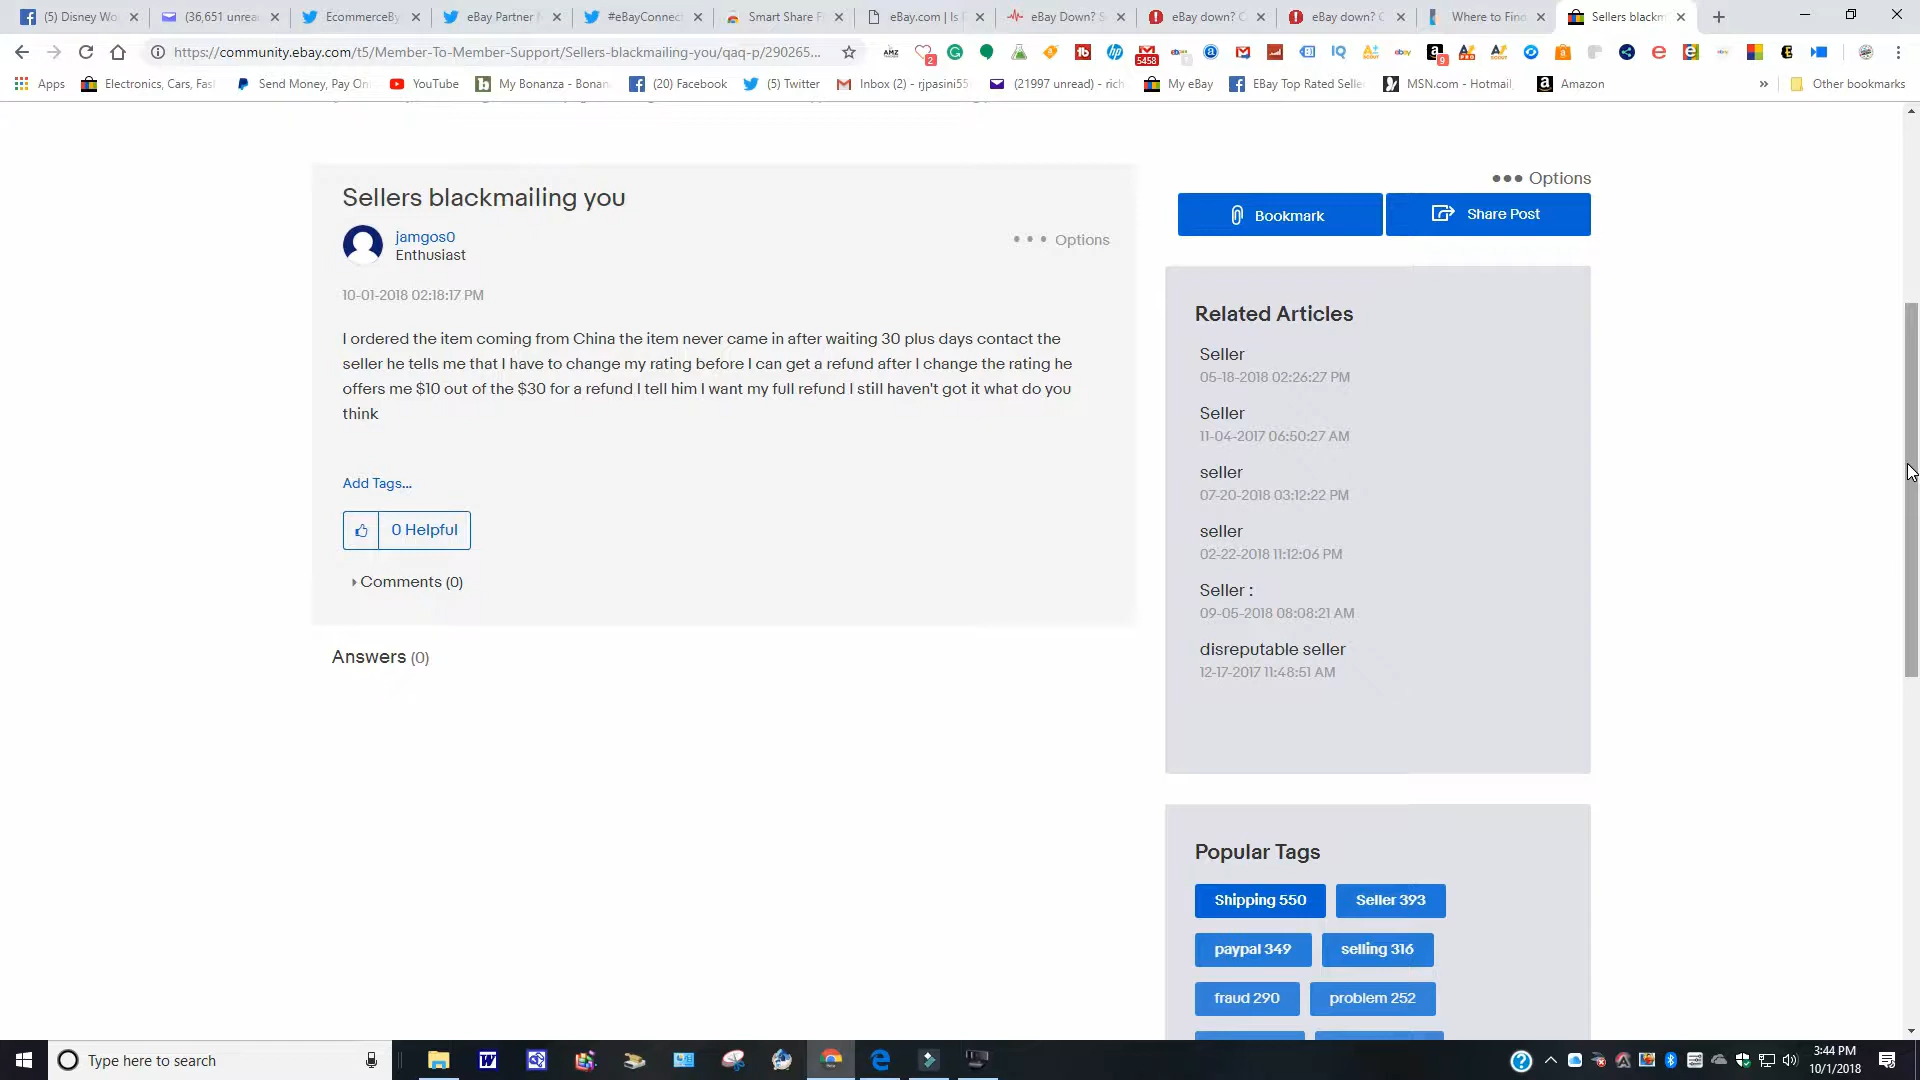 (5) Disney Wo
(36,651 unrea
EcommerceBy
eBay Partner
#eBayConnec
Smart Share F
eBay.com | Is
eBay Down? S
eBay down? C
eBay down? C
Where to Find
Sellers blackm
https://community.ebay.com/t5/Member-To-Member-Support/Sellers-blackmailing-you/qaq-p/290265...
Apps
Electronics, Cars, Fas
Send Money, Pay On
YouTube
My Bonanza - Bonan
(20) Facebook
(5) Twitter
Inbox (2) - rjpasini55
(21997 unread) - rich
My eBay
EBay Top Rated Selle
MSN.com - Hotmail,
Amazon
»
Other bookmarks
Sellers blackmailing you
jamgos0
Enthusiast
••• Options
10-01-2018 02:18:17 PM
I ordered the item coming from China the item never came in after waiting 30 plus days contact the
seller he tells me that I have to change my rating before I can get a refund after I change the rating he
offers me $10 out of the $30 for a refund I tell him I want my full refund I still haven't got it what do you
think
Add Tags...
0 Helpful
Comments (0)
Answers (0)
••• Options
Bookmark
Share Post
Related Articles
Seller
05-18-2018 02:26:27 PM
Seller
11-04-2017 06:50:27 AM
seller
07-20-2018 03:12:22 PM
seller
02-22-2018 11:12:06 PM
Seller :
09-05-2018 08:08:21 AM
disreputable seller
12-17-2017 11:48:51 AM
Popular Tags
Shipping 550
Seller 393
paypal 349
selling 316
fraud 290
problem 252
Type here to search
3:44 PM
10/1/2018